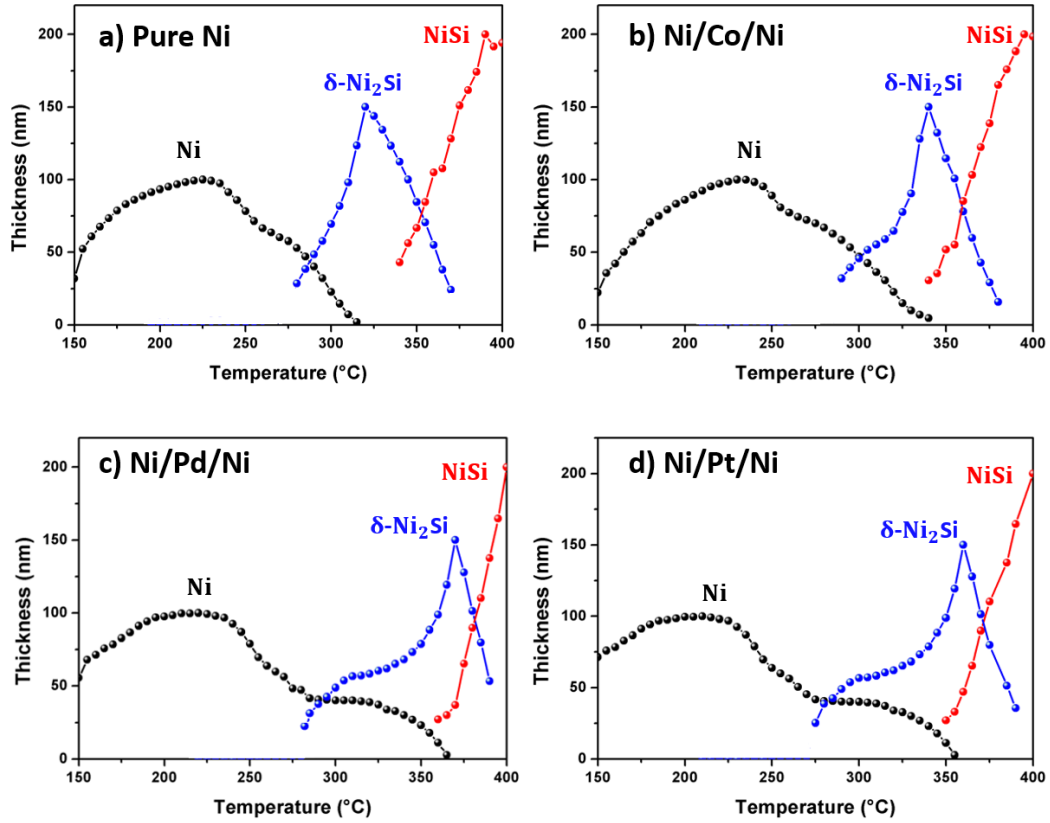 a) Pure Ni
NiSi
δ-Ni₂Si
Ni
Thickness (nm)
200
150
100
50
0
150 200 250 300 350 400
Temperature (°C)
b) Ni/Co/Ni
NiSi
δ-Ni₂Si
Ni
Thickness (nm)
200
150
100
50
0
150 200 250 300 350 400
Temperature (°C)
c) Ni/Pd/Ni
NiSi
δ-Ni₂Si
Ni
Thickness (nm)
200
150
100
50
0
150 200 250 300 350 400
Temperature (°C)
d) Ni/Pt/Ni
NiSi
δ-Ni₂Si
Ni
Thickness (nm)
200
150
100
50
0
150 200 250 300 350 400
Temperature (°C)